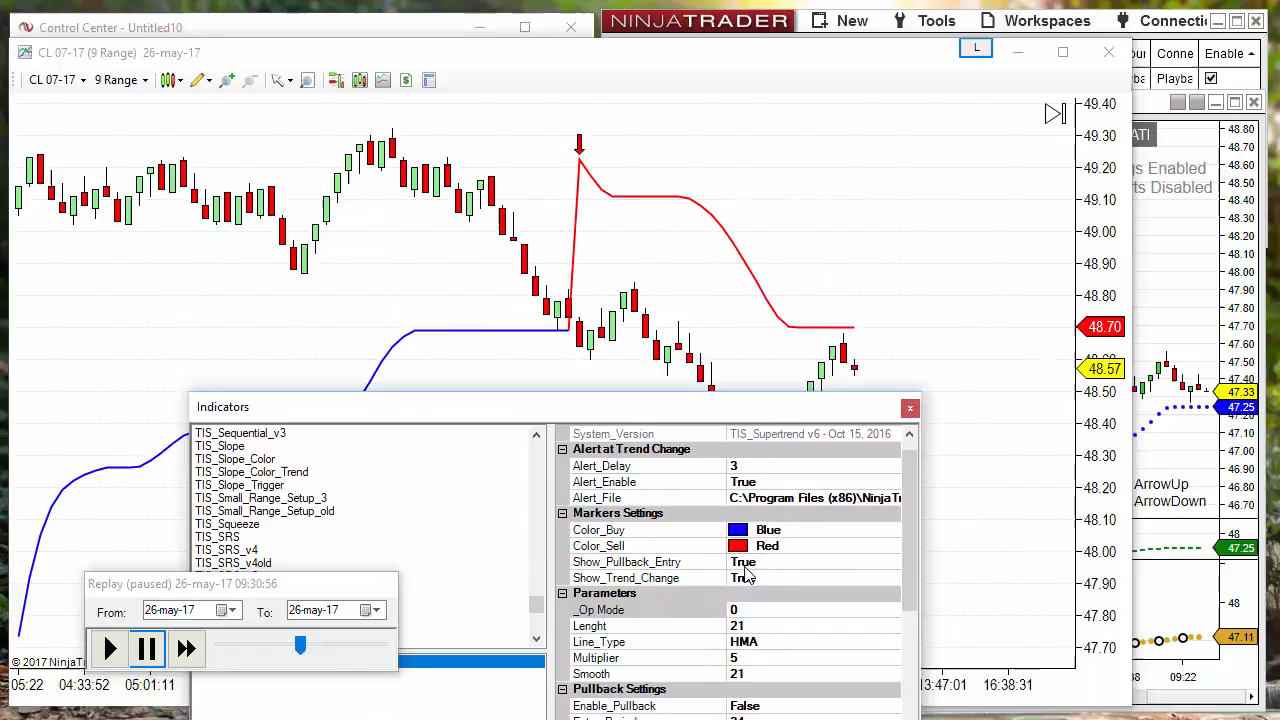 Control Center - Untitled10
NINJATRADER
New
Tools
Workspaces
Connecti
CL 07-17 (9 Range) 26-may-17
L
Conne
Enable
CL 07-17
9 Range
Playba
49.40
49.30
49.20
49.10
49.00
48.90
48.80
48.70
48.57
48.50
48.40
48.30
48.20
48.10
48.00
47.90
47.80
47.70
ATI
gs Enabled
ts Disabled
48.80
48.70
48.60
48.50
48.40
48.30
48.20
48.10
48.00
47.90
47.80
47.70
47.60
47.50
47.40
47.33
47.25
47.10
47.00
46.90
46.80
46.70
ArrowUp
ArrowDown
48
47.25
48
47.11
09:22
Indicators
TIS_Sequential_v3
TIS_Slope
TIS_Slope_Color
TIS_Slope_Color_Trend
TIS_Slope_Trigger
TIS_Small_Range_Setup_3
TIS_Small_Range_Setup_old
TIS_Squeeze
TIS_SRS
TIS_SRS_v4
TIS_SRS_v4old
System_Version TIS_Supertrend v6 - Oct 15, 2016
Alert at Trend Change
Alert_Delay 3
Alert_Enable True
Alert_File C:\Program Files (x86)\NinjaTr
Markers Settings
Color_Buy Blue
Color_Sell Red
Show_Pullback_Entry True
Show_Trend_Change
Parameters
_Op Mode 0
Lenght 21
Line_Type HMA
Multiplier 5
Smooth 21
Pullback Settings
Enable_Pullback False
Replay (paused) 26-may-17 09:30:56
From: 26-may-17 To: 26-may-17
© 2017 NinjaT
05:22 04:33:52 05:01:11
13:47:01 16:38:31